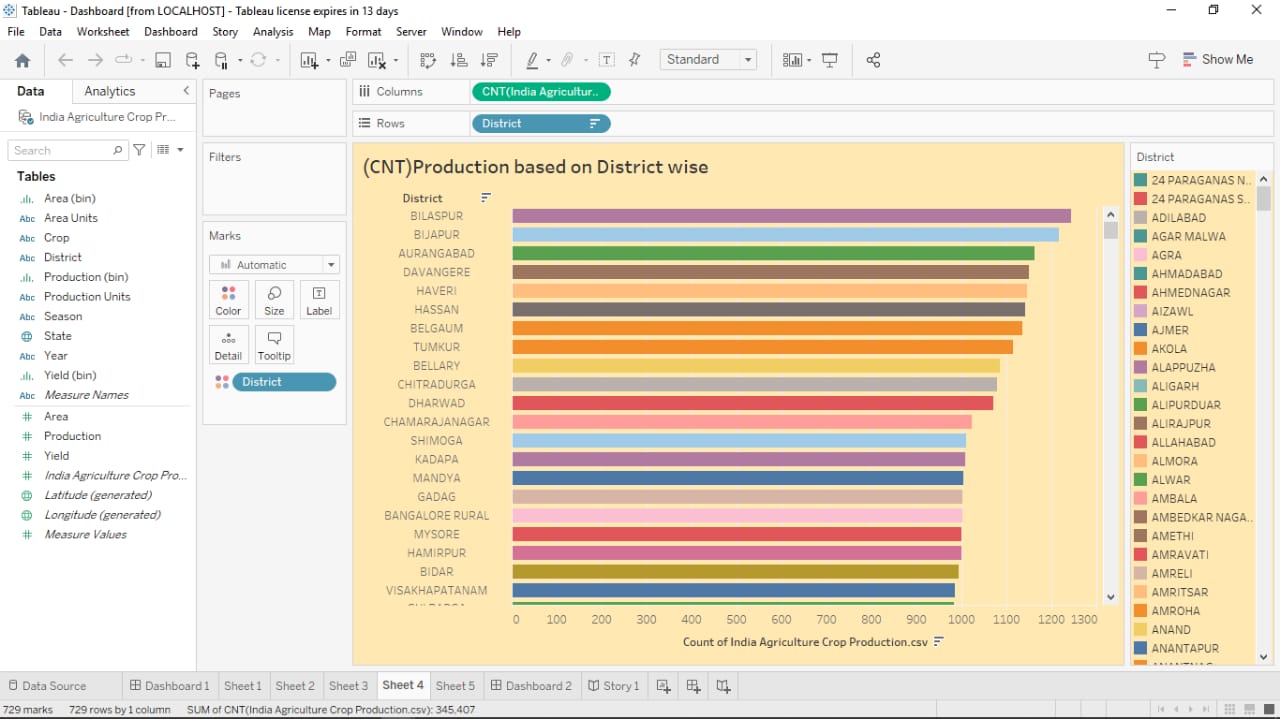 Tableau - Dashboard [from LOCALHOST] - Tableau license expires in 13 days
File Data Worksheet Dashboard Story Analysis Map Format Server Window Help
Standard
Show Me
Data Analytics
India Agriculture Crop Pr...
Search
Tables
Area (bin)
Abc Area Units
Abc Crop
Abc District
Production (bin)
Abc Production Units
Abc Season
State
Abc Year
Yield (bin)
Abc Measure Names
# Area
# Production
# Yield
# India Agriculture Crop Pro...
Latitude (generated)
Longitude (generated)
# Measure Values
Pages
Filters
Marks
Automatic
Color Size Label
Detail Tooltip
District
Columns CNT(India Agricultur..
Rows District
(CNT)Production based on District wise
District
BILASPUR
BIJAPUR
AURANGABAD
DAVANGERE
HAVERI
HASSAN
BELGAUM
TUMKUR
BELLARY
CHITRADURGA
DHARWAD
CHAMARAJANAGAR
SHIMOGA
KADAPA
MANDYA
GADAG
BANGALORE RURAL
MYSORE
HAMIRPUR
BIDAR
VISAKHAPATANAM
0 100 200 300 400 500 600 700 800 900 1000 1100 1200 1300
Count of India Agriculture Crop Production.csv
District
24 PARAGANAS N..
24 PARAGANAS S..
ADILABAD
AGAR MALWA
AGRA
AHMADABAD
AHMEDNAGAR
AIZAWL
AJMER
AKOLA
ALAPPUZHA
ALIGARH
ALIPURDUAR
ALIRAJPUR
ALLAHABAD
ALMORA
ALWAR
AMBALA
AMBEDKAR NAGA..
AMETHI
AMRAVATI
AMRELI
AMRITSAR
AMROHA
ANAND
ANANTAPUR
Data Source Dashboard 1 Sheet 1 Sheet 2 Sheet 3 Sheet 4 Sheet 5 Dashboard 2 Story 1
729 marks 729 rows by 1 column SUM of CNT(India Agriculture Crop Production.csv): 345,407